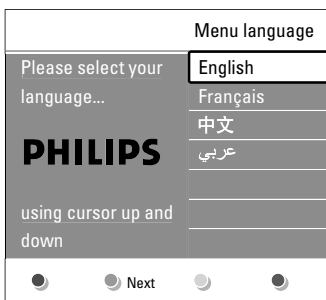 Menu language
Please select your
language...
PHILIPS
using cursor up and
down
English
Français
中文
عربي
Next